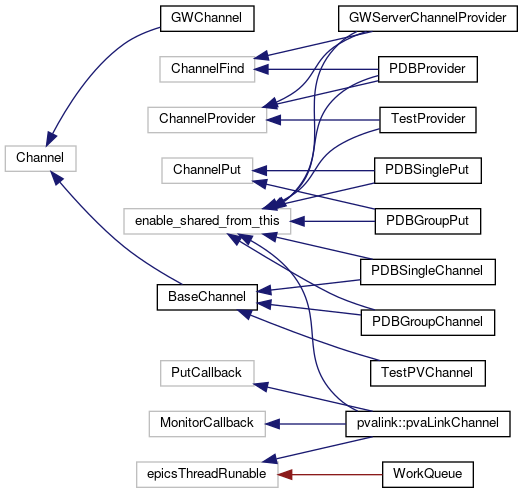 GWChannel
GWServerChannelProvider
ChannelFind
PDBProvider
ChannelProvider
TestProvider
Channel
ChannelPut
PDBSinglePut
enable_shared_from_this
PDBGroupPut
PDBSingleChannel
BaseChannel
PDBGroupChannel
PutCallback
TestPVChannel
MonitorCallback
pvalink::pvaLinkChannel
epicsThreadRunable
WorkQueue